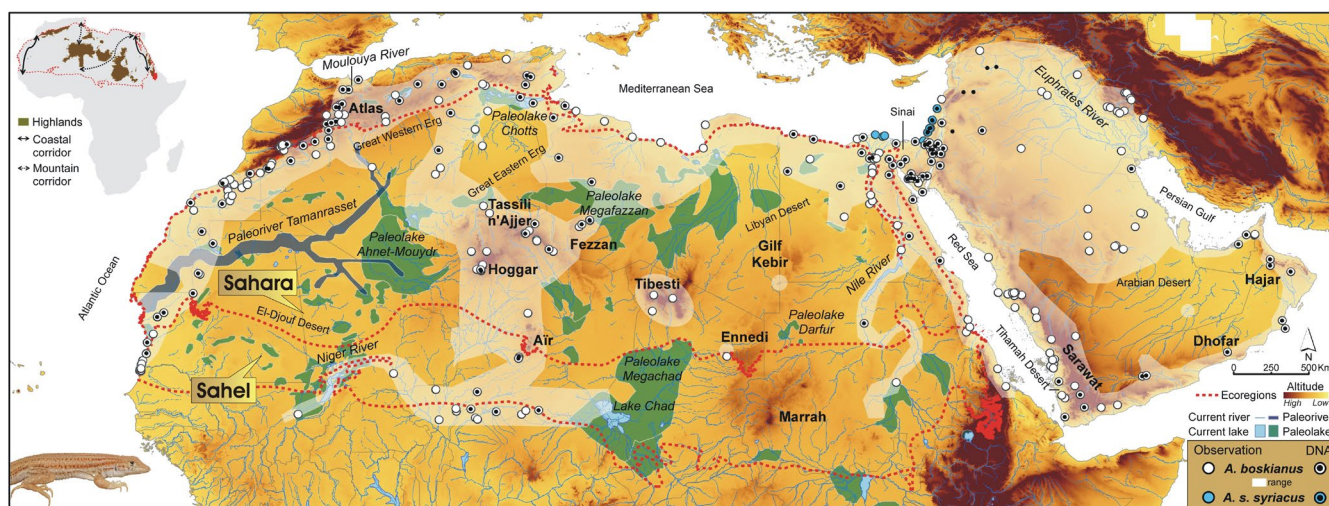 Highlands
Coastal
corridor
Mountain
corridor
Moulouya River
Atlas
Great Western Erg
Paleolake
Chotts
Great Eastern Erg
Mediterranean Sea
Sinai
Euphrates River
Persian Gulf
Paleoriver Tamanrasset
Paleolake
Ahnet-Mouydr
Tassili
n'Ajjer
Hoggar
Fezzan
Paleolake
Megafazzan
Libyan Desert
Gilf
Kebir
Tibesti
Nile River
Red Sea
Arabian Desert
Hajar
Dhofar
Atlantic Ocean
Sahara
El-Djouf Desert
Sahel
Niger River
Aïr
Ennedi
Paleolake
Darfur
Paleolake
Megachad
Lake Chad
Marrah
Tihamah Desert
Sarawat
N
0 250 500 Km
Ecoregions
Altitude
High Low
Current river Paleoriver
Current lake Paleolake
Observation DNA
A. boskianus
range
A. s. syriacus